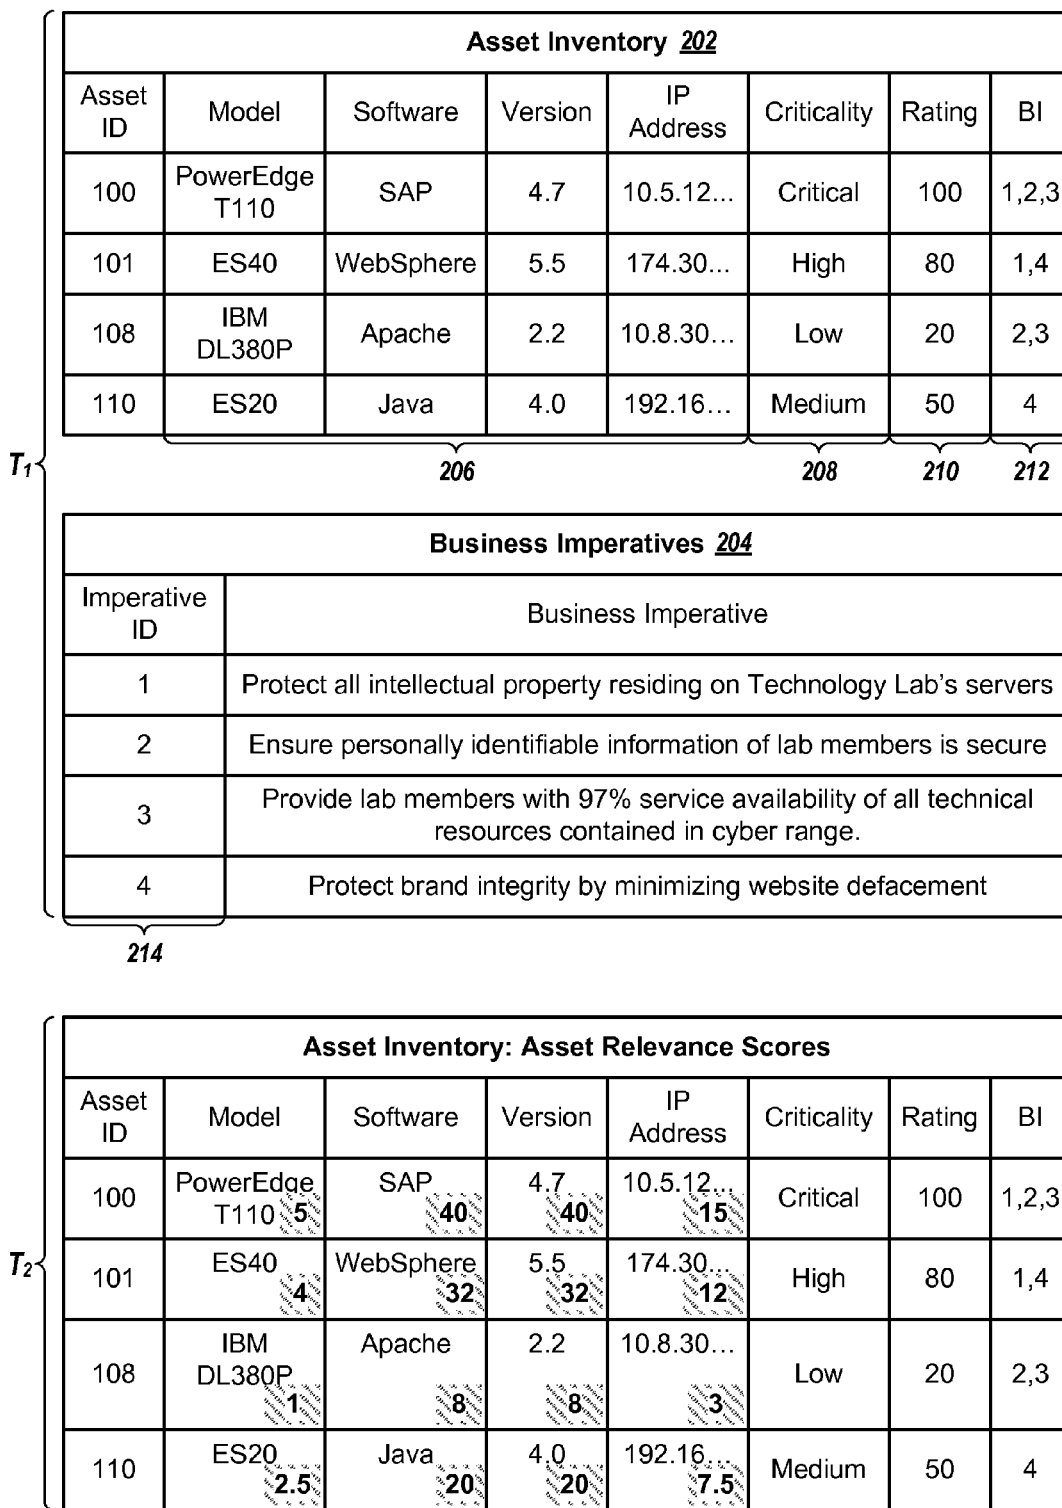 Asset Inventory 202
Asset ID Model Software Version IP Address Criticality Rating BI
100 PowerEdge T110 SAP 4.7 10.5.12... Critical 100 1,2,3
101 ES40 WebSphere 5.5 174.30... High 80 1,4
108 IBM DL380P Apache 2.2 10.8.30... Low 20 2,3
110 ES20 Java 4.0 192.16... Medium 50 4
T1
206 208 210 212
Business Imperatives 204
Imperative ID Business Imperative
1 Protect all intellectual property residing on Technology Lab's servers
2 Ensure personally identifiable information of lab members is secure
3 Provide lab members with 97% service availability of all technical
resources contained in cyber range.
4 Protect brand integrity by minimizing website defacement
214
Asset Inventory: Asset Relevance Scores
Asset ID Model Software Version IP Address Criticality Rating BI
100 PowerEdge T110 5 SAP 40 4.7 40 10.5.12... 15 Critical 100 1,2,3
T2
101 ES40 4 WebSphere 32 5.5 32 174.30... 12 High 80 1,4
108 IBM DL380P 1 Apache 8 2.2 8 10.8.30... 3 Low 20 2,3
110 ES20 2.5 Java 20 4.0 20 192.16... 7.5 Medium 50 4